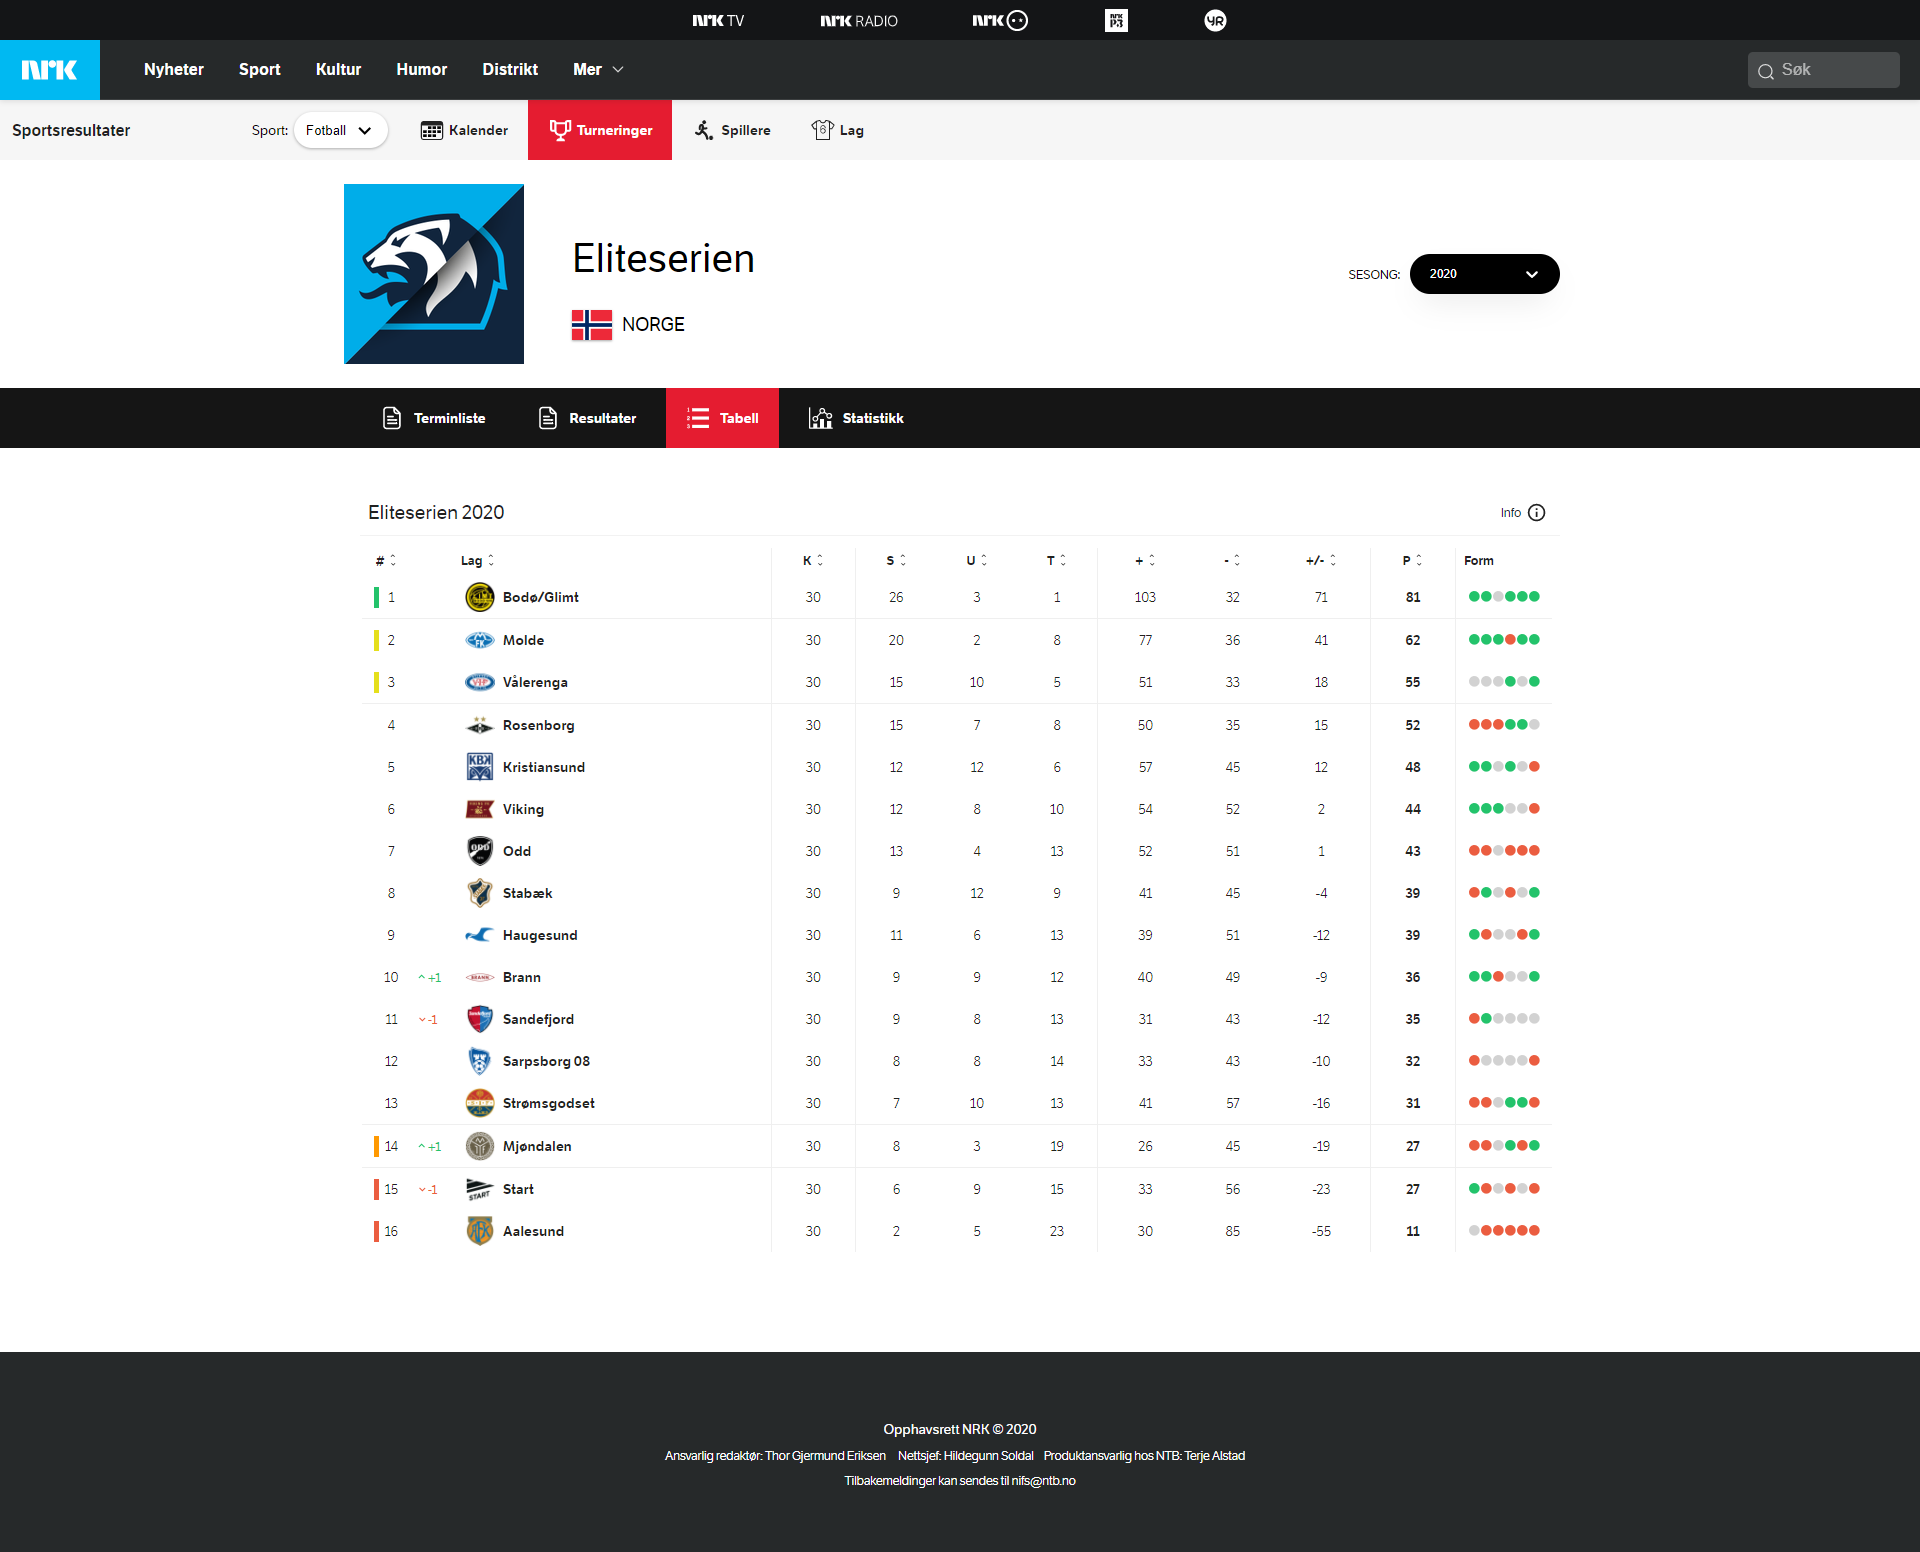 NRK TV NRK RADIO NRK NRK P3 YR
NRK Nyheter Sport Kultur Humor Distrikt Mer Søk
Sportsresultater Sport: Fotball Kalender Turneringer Spillere 6 Lag
Eliteserien
SESONG: 2020
NORGE
Terminliste Resultater 1 2 3 Tabell Statistikk
Eliteserien 2020 Info
# Lag K S U T + - +/- P Form
1 Bodø/Glimt 30 26 3 1 103 32 71 81
2 Molde 30 20 2 8 77 36 41 62
3 Vålerenga 30 15 10 5 51 33 18 55
4 Rosenborg 30 15 7 8 50 35 15 52
5 KBK Kristiansund 30 12 12 6 57 45 12 48
6 Viking 30 12 8 10 54 52 2 44
7 ODD Odd 30 13 4 13 52 51 1 43
8 Stabæk 30 9 12 9 41 45 -4 39
9 Haugesund 30 11 6 13 39 51 -12 39
10 +1 BRANN Brann 30 9 9 12 40 49 -9 36
11 -1 Sandefjord 30 9 8 13 31 43 -12 35
12 Sarpsborg 08 30 8 8 14 33 43 -10 32
13 Strømsgodset 30 7 10 13 41 57 -16 31
14 +1 Mjøndalen 30 8 3 19 26 45 -19 27
15 -1 START Start 30 6 9 15 33 56 -23 27
16 AFK Aalesund 30 2 5 23 30 85 -55 11
Opphavsrett NRK © 2020
Ansvarlig redaktør: Thor Gjermund Eriksen Nettsjef: Hildegunn Soldal Produktansvarlig hos NTB: Terje Alstad
Tilbakemeldinger kan sendes til nifs@ntb.no